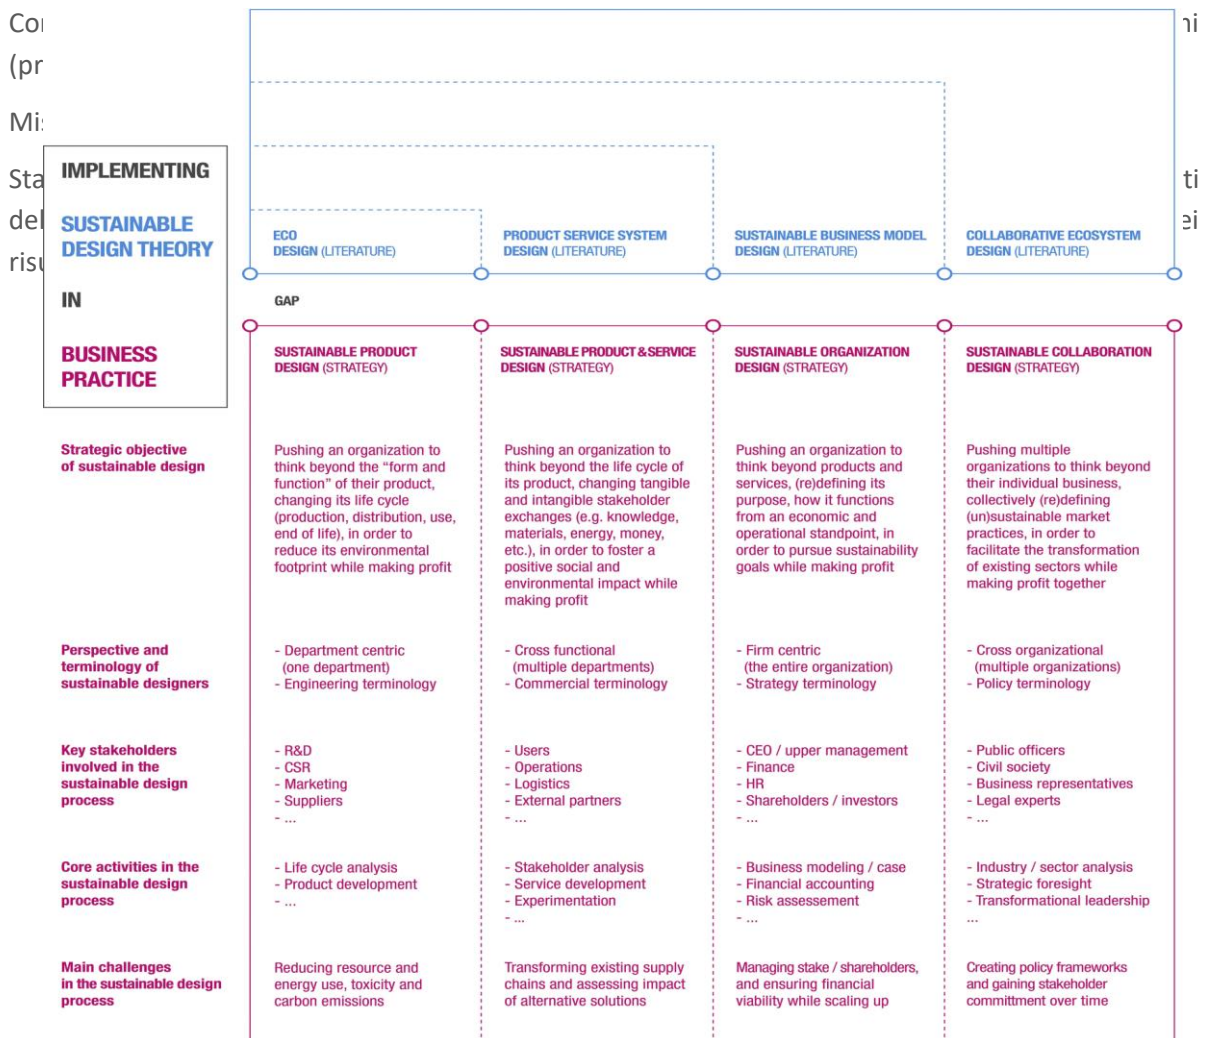 IMPLEMENTING
SUSTAINABLE
DESIGN THEORY
IN
BUSINESS
PRACTICE
ECO
DESIGN (LITERATURE)
PRODUCT SERVICE SYSTEM
DESIGN (LITERATURE)
SUSTAINABLE BUSINESS MODEL
DESIGN (LITERATURE)
COLLABORATIVE ECOSYSTEM
DESIGN (LITERATURE)
GAP
SUSTAINABLE PRODUCT
DESIGN (STRATEGY)
SUSTAINABLE PRODUCT & SERVICE
DESIGN (STRATEGY)
SUSTAINABLE ORGANIZATION
DESIGN (STRATEGY)
SUSTAINABLE COLLABORATION
DESIGN (STRATEGY)
Strategic objective
of sustainable design
Pushing an organization to
think beyond the “form and
function” of their product,
changing its life cycle
(production, distribution, use,
end of life), in order to
reduce its environmental
footprint while making profit
Pushing an organization to
think beyond the life cycle of
its product, changing tangible
and intangible stakeholder
exchanges (e.g. knowledge,
materials, energy, money,
etc.), in order to foster a
positive social and
environmental impact while
making profit
Pushing an organization to
think beyond products and
services, (re)defining its
purpose, how it functions
from an economic and
operational standpoint, in
order to pursue sustainability
goals while making profit
Pushing multiple
organizations to think beyond
their individual business,
collectively (re)defining
(un)sustainable market
practices, in order to
facilitate the transformation
of existing sectors while
making profit together
Perspective and
terminology of
sustainable designers
- Department centric
(one department)
- Engineering terminology
- Cross functional
(multiple departments)
- Commercial terminology
- Firm centric
(the entire organization)
- Strategy terminology
- Cross organizational
(multiple organizations)
- Policy terminology
Key stakeholders
involved in the
sustainable design
process
- R&D
- CSR
- Marketing
- Suppliers
- ...
- Users
- Operations
- Logistics
- External partners
- ...
- CEO / upper management
- Finance
- HR
- Shareholders / investors
- ...
- Public officers
- Civil society
- Business representatives
- Legal experts
- ...
Core activities in the
sustainable design
process
- Life cycle analysis
- Product development
- ...
- Stakeholder analysis
- Service development
- Experimentation
- ...
- Business modeling / case
- Financial accounting
- Risk assessement
- ...
- Industry / sector analysis
- Strategic foresight
- Transformational leadership
...
Main challenges
in the sustainable design
process
Reducing resource and
energy use, toxicity and
carbon emissions
Transforming existing supply
chains and assessing impact
of alternative solutions
Managing stake / shareholders,
and ensuring financial
viability while scaling up
Creating policy frameworks
and gaining stakeholder
committment over time